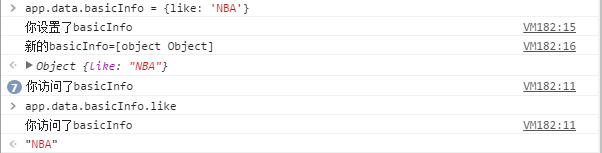 > app.data.basicInfo = {like: 'NBA'}
你设置了basicInfo VM182:15
新的basicInfo=[object Object] VM182:16
<· ▶Object {like: "NBA"}
7 你访问了basicInfo VM182:11
> app.data.basicInfo.like
你访问了basicInfo VM182:11
<· "NBA"